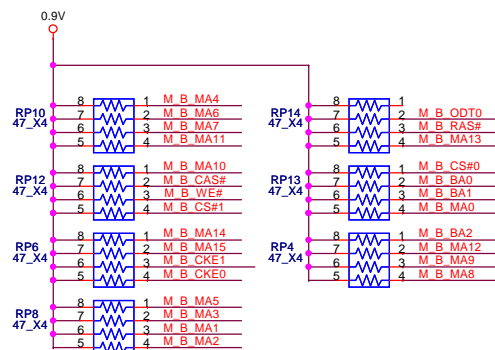 0.9V
RP10
47_X4
8 1 M_B_MA4
7 2 M_B_MA6
6 3 M_B_MA7
5 4 M_B_MA11
RP12
47_X4
8 1 M_B_MA10
7 2 M_B_CAS#
6 3 M_B_WE#
5 4 M_B_CS#1
RP6
47_X4
8 1 M_B_MA14
7 2 M_B_MA15
6 3 M_B_CKE1
5 4 M_B_CKE0
RP8
47_X4
8 1 M_B_MA5
7 2 M_B_MA3
6 3 M_B_MA1
5 4 M_B_MA2
RP14
47_X4
8 1
7 2 M_B_ODT0
6 3 M_B_RAS#
5 4 M_B_MA13
RP13
47_X4
8 1 M_B_CS#0
7 2 M_B_BA0
6 3 M_B_BA1
5 4 M_B_MA0
RP4
47_X4
8 1 M_B_BA2
7 2 M_B_MA12
6 3 M_B_MA9
5 4 M_B_MA8